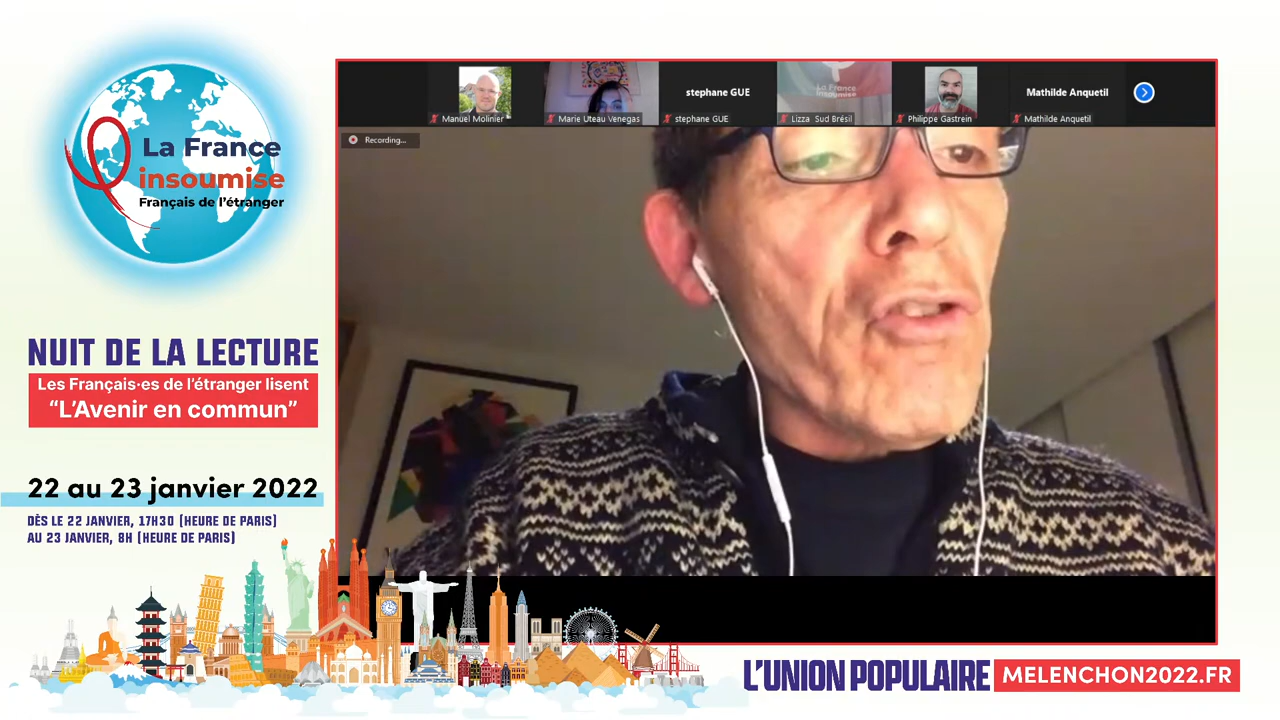 La France
insoumise
Français de l'étranger
NUIT DE LA LECTURE
Les Français·es de l'étranger lisent
“L'Avenir en commun”
22 au 23 janvier 2022
DÈS LE 22 JANVIER, 17H30 (HEURE DE PARIS)
AU 23 JANVIER, 8H (HEURE DE PARIS)
stephane GUE
Mathilde Anquetil
Manuel Molinier
Marie Uteau Venegas
stephane GUE
La France
insoumise
Lizza Sud Brésil
Philippe Gastrein
Mathilde Anquetil
Recording...
L'UNION POPULAIRE
MELENCHON2022.FR